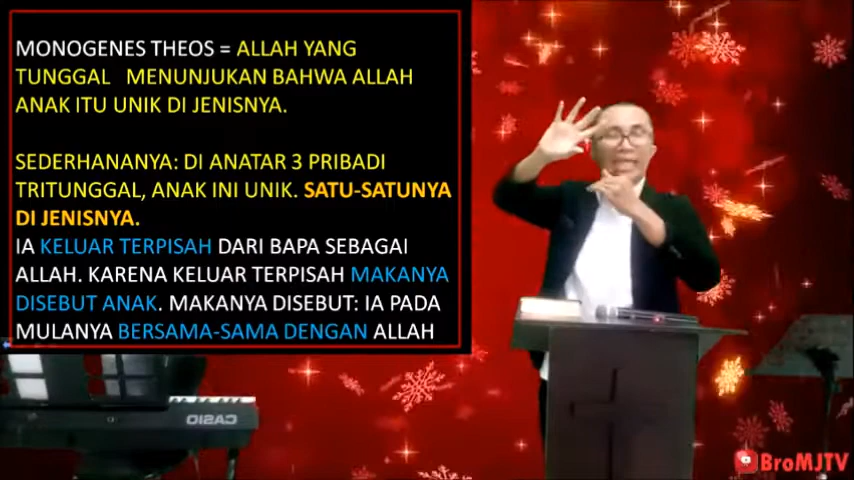 MONOGENES THEOS = ALLAH YANG
TUNGGAL MENUNJUKAN BAHWA ALLAH
ANAK ITU UNIK DI JENISNYA.
SEDERHANANYA: DI ANATAR 3 PRIBADI
TRITUNGGAL, ANAK INI UNIK. SATU-SATUNYA
DI JENISNYA.
IA KELUAR TERPISAH DARI BAPA SEBAGAI
ALLAH. KARENA KELUAR TERPISAH MAKANYA
DISEBUT ANAK. MAKANYA DISEBUT: IA PADA
MULANYA BERSAMA-SAMA DENGAN ALLAH
CASIO
BroMJTV